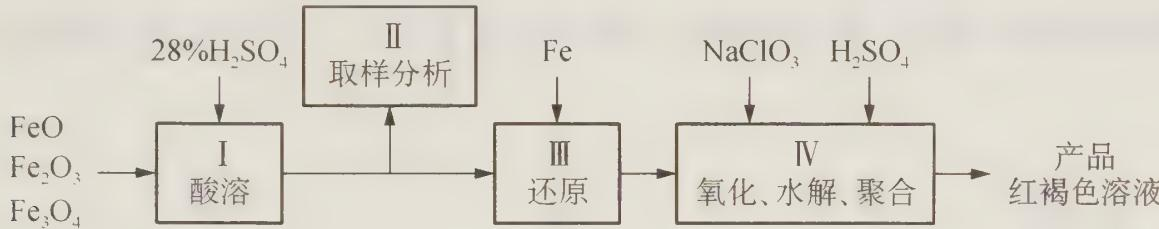 28%H₂SO₄
Ⅱ
取样分析
Fe
NaClO₃ H₂SO₄
FeO
Fe₂O₃
Fe₃O₄
Ⅰ
酸溶
Ⅲ
还原
Ⅳ
氧化、水解、聚合
产品
红褐色溶液